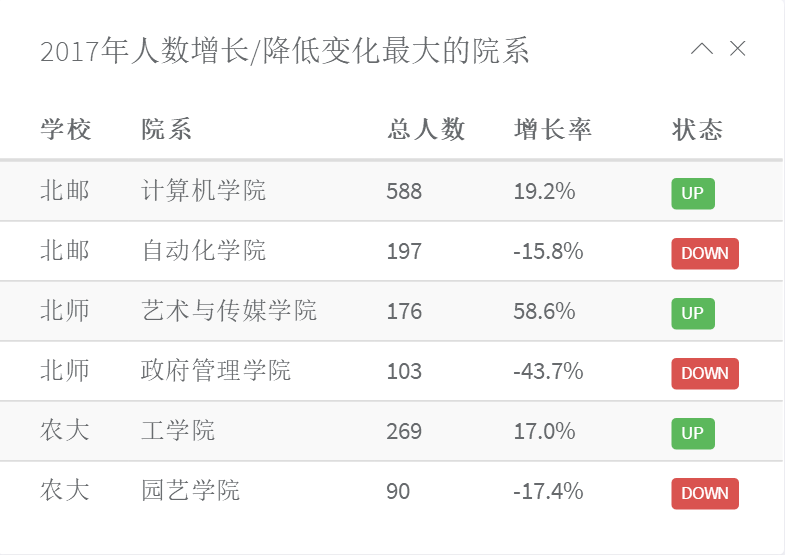 2017年人数增长/降低变化最大的院系
学校 院系 总人数 增长率 状态
北邮 计算机学院 588 19.2% UP
北邮 自动化学院 197 -15.8% DOWN
北师 艺术与传媒学院 176 58.6% UP
北师 政府管理学院 103 -43.7% DOWN
农大 工学院 269 17.0% UP
农大 园艺学院 90 -17.4% DOWN